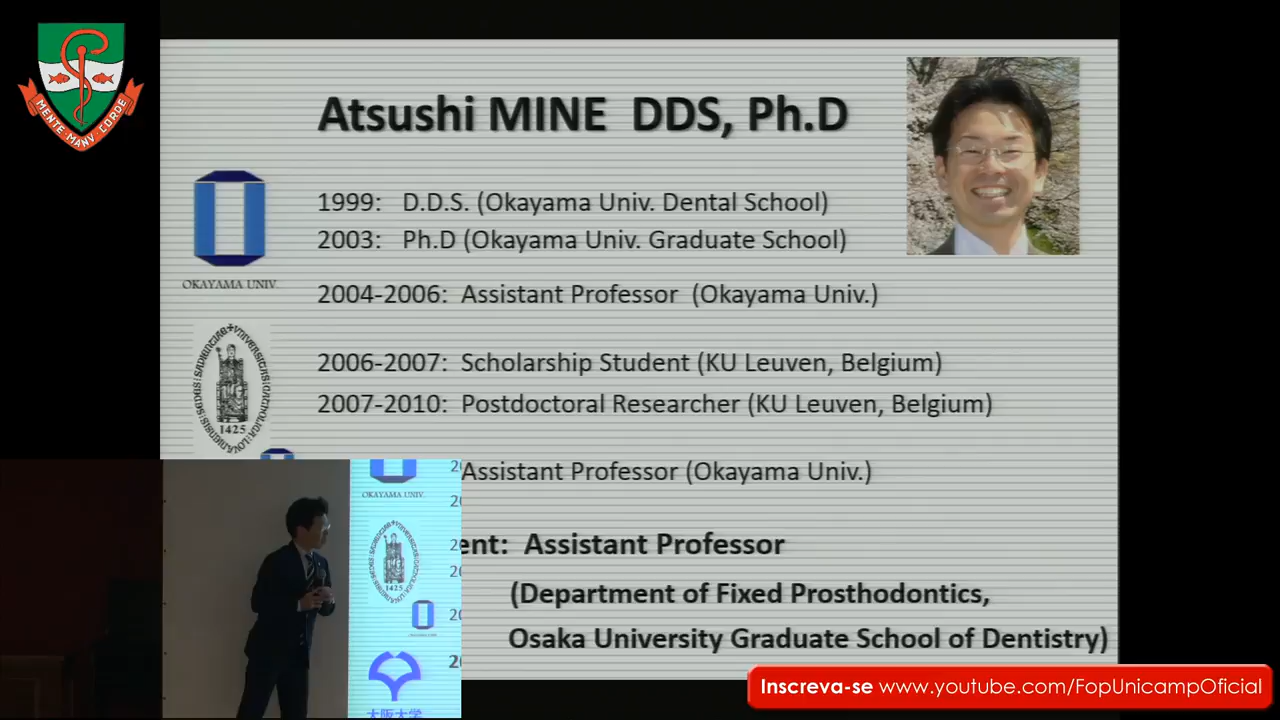 MENTE MANV CORDE
Atsushi MINE DDS, Ph.D
1999: D.D.S. (Okayama Univ. Dental School)
2003: Ph.D (Okayama Univ. Graduate School)
OKAYAMA UNIV.
2004-2006: Assistant Professor (Okayama Univ.)
2006-2007: Scholarship Student (KU Leuven, Belgium)
2007-2010: Postdoctoral Researcher (KU Leuven, Belgium)
1425
Assistant Professor (Okayama Univ.)
ent: Assistant Professor
(Department of Fixed Prosthodontics,
Osaka University Graduate School of Dentistry)
OKAYAMA UNIV.
1425
大阪大学
Inscreva-se www.youtube.com/FopUnicampOficial